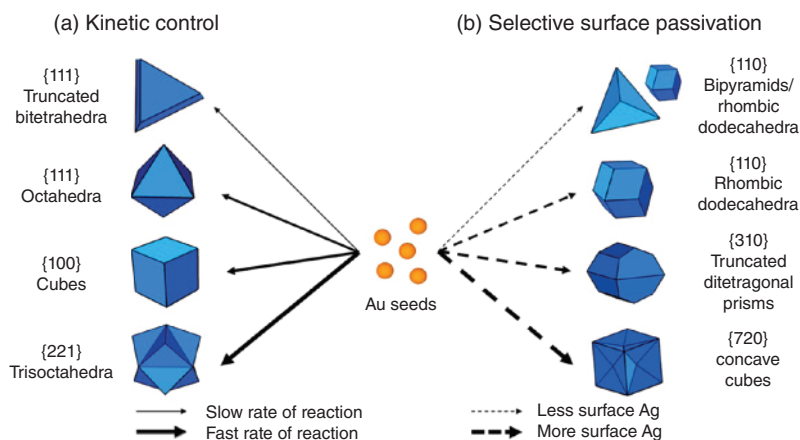 (a) Kinetic control
(b) Selective surface passivation
{111}
Truncated
bitetrahedra
{111}
Octahedra
{100}
Cubes
{221}
Trisoctahedra
Au seeds
{110}
Bipyramids/
rhombic
dodecahedra
{110}
Rhombic
dodecahedra
{310}
Truncated
ditetragonal
prisms
{720}
concave
cubes
Slow rate of reaction
Fast rate of reaction
Less surface Ag
More surface Ag